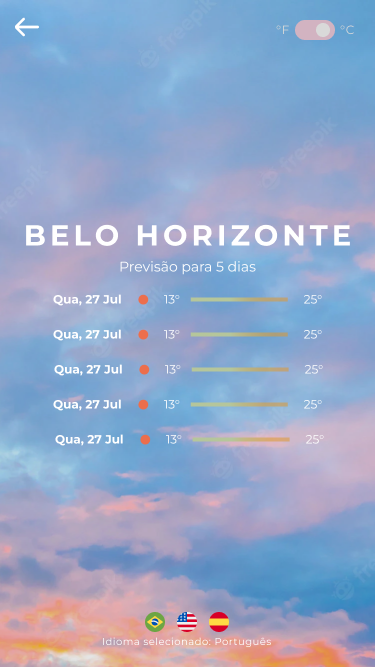 °F °C
BELO HORIZONTE
Previsão para 5 dias
Qua, 27 Jul 13° 25°
Qua, 27 Jul 13° 25°
Qua, 27 Jul 13° 25°
Qua, 27 Jul 13° 25°
Qua, 27 Jul 13° 25°
Idioma selecionado: Português